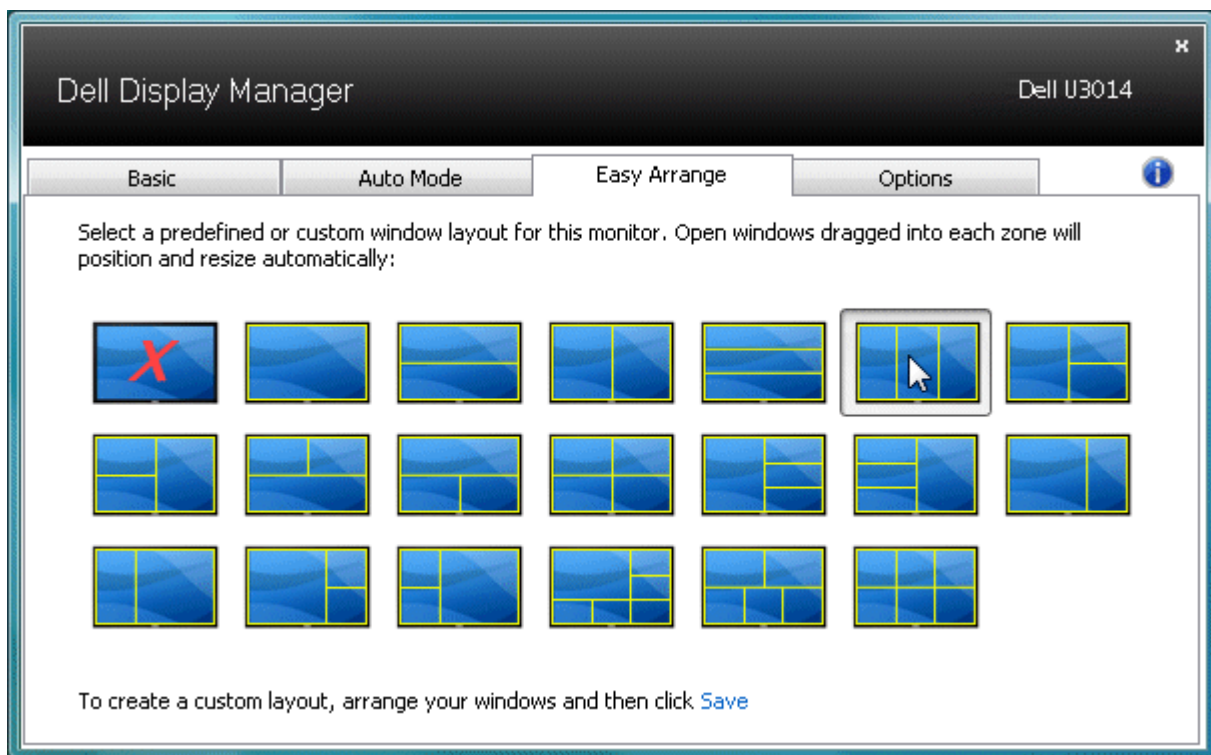 Dell Display Manager
Dell U3014
Basic
Auto Mode
Easy Arrange
Options
Select a predefined or custom window layout for this monitor. Open windows dragged into each zone will
position and resize automatically:
To create a custom layout, arrange your windows and then click Save